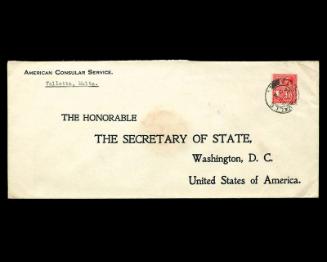 AMERICAN CONSULAR SERVICE.
Valletta, Malta.
THE HONORABLE
THE SECRETARY OF STATE,
Washington, D. C.
United States of America.